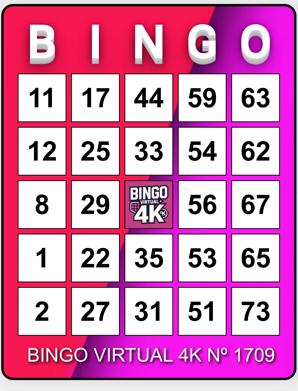 BINGO
11 17 44 59 63
12 25 33 54 62
8 29 BINGO VIRTUAL 4K 56 67
1 22 35 53 65
2 27 31 51 73
BINGO VIRTUAL 4K Nº 1709